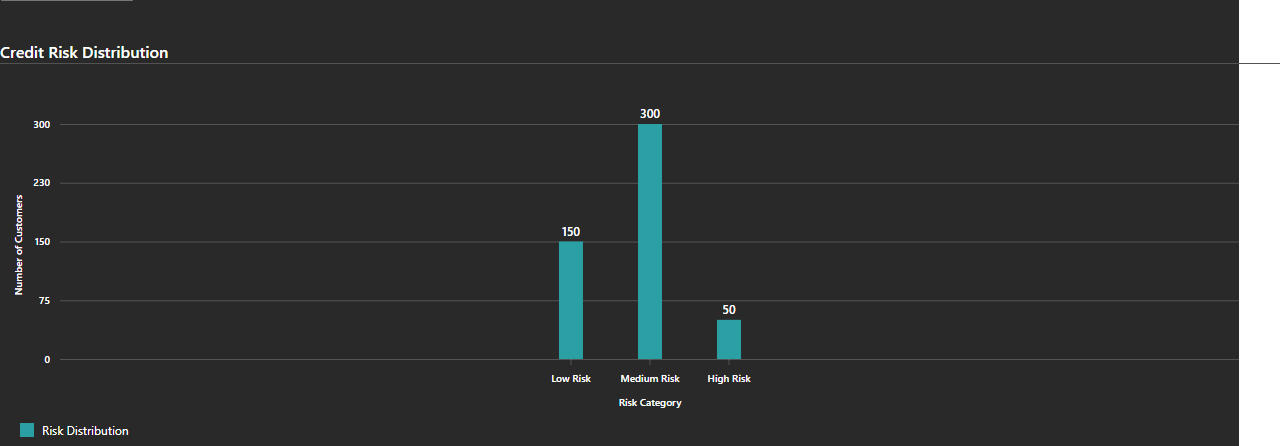 Credit Risk Distribution
300
300
230
150
150
75
50
0
Number of Customers
Low Risk
Medium Risk
High Risk
Risk Category
Risk Distribution